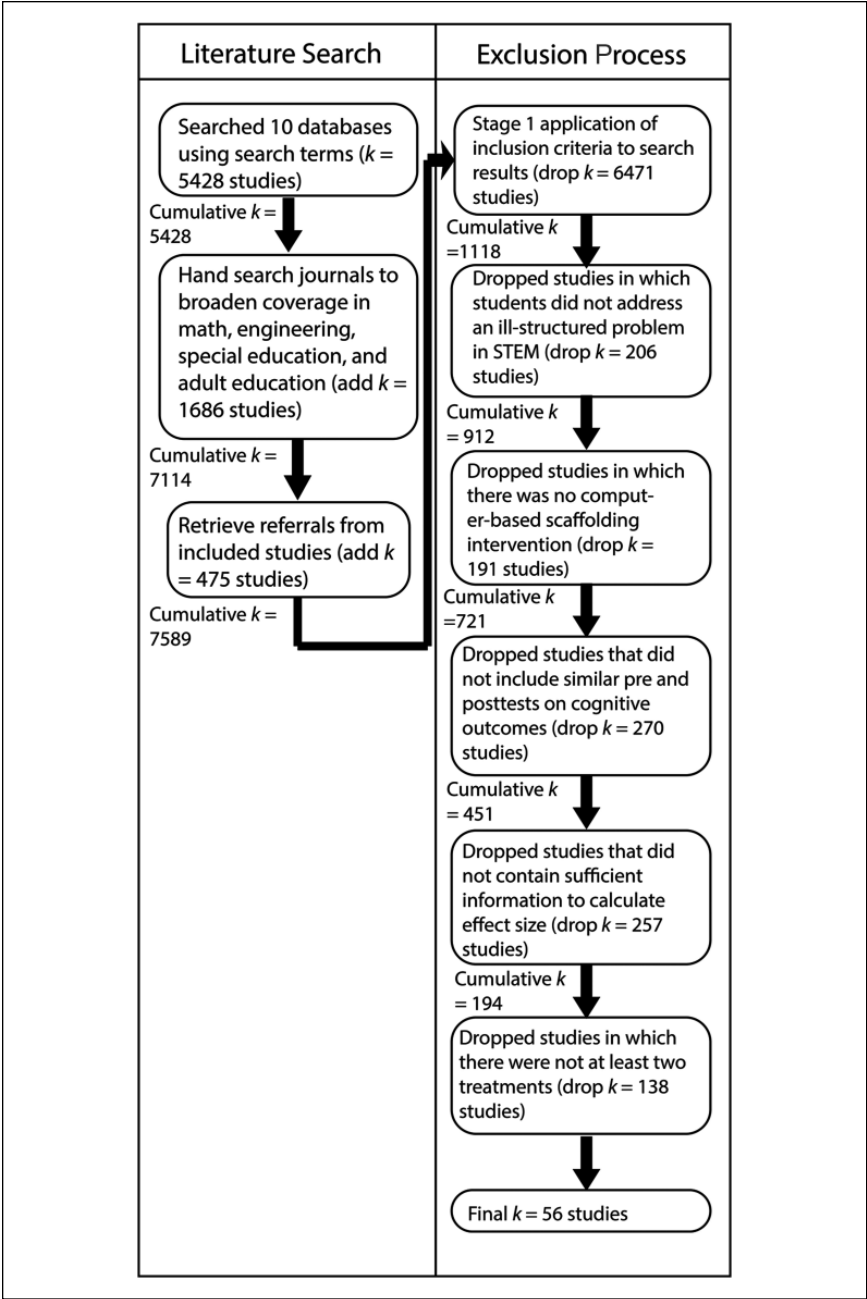 Literature Search
Searched 10 databases
using search terms (k =
5428 studies)
Cumulative k =
5428
Hand search journals to
broaden coverage in
math, engineering,
special education, and
adult education (add k =
1686 studies)
Cumulative k =
7114
Retrieve referrals from
included studies (add k
= 475 studies)
Cumulative k =
7589
Exclusion Process
Stage 1 application of
inclusion criteria to search
results (drop k = 6471
studies)
Cumulative k
=1118
Dropped studies in which
students did not address
an ill-structured problem
in STEM (drop k = 206
studies)
Cumulative k
= 912
Dropped studies in which
there was no comput-
er-based scaffolding
intervention (drop k =
191 studies)
Cumulative k
=721
Dropped studies that did
not include similar pre and
posttests on cognitive
outcomes (drop k = 270
studies)
Cumulative k
= 451
Dropped studies that did
not contain sufficient
information to calculate
effect size (drop k = 257
studies)
Cumulative k
= 194
Dropped studies in which
there were not at least two
treatments (drop k = 138
studies)
Final k = 56 studies